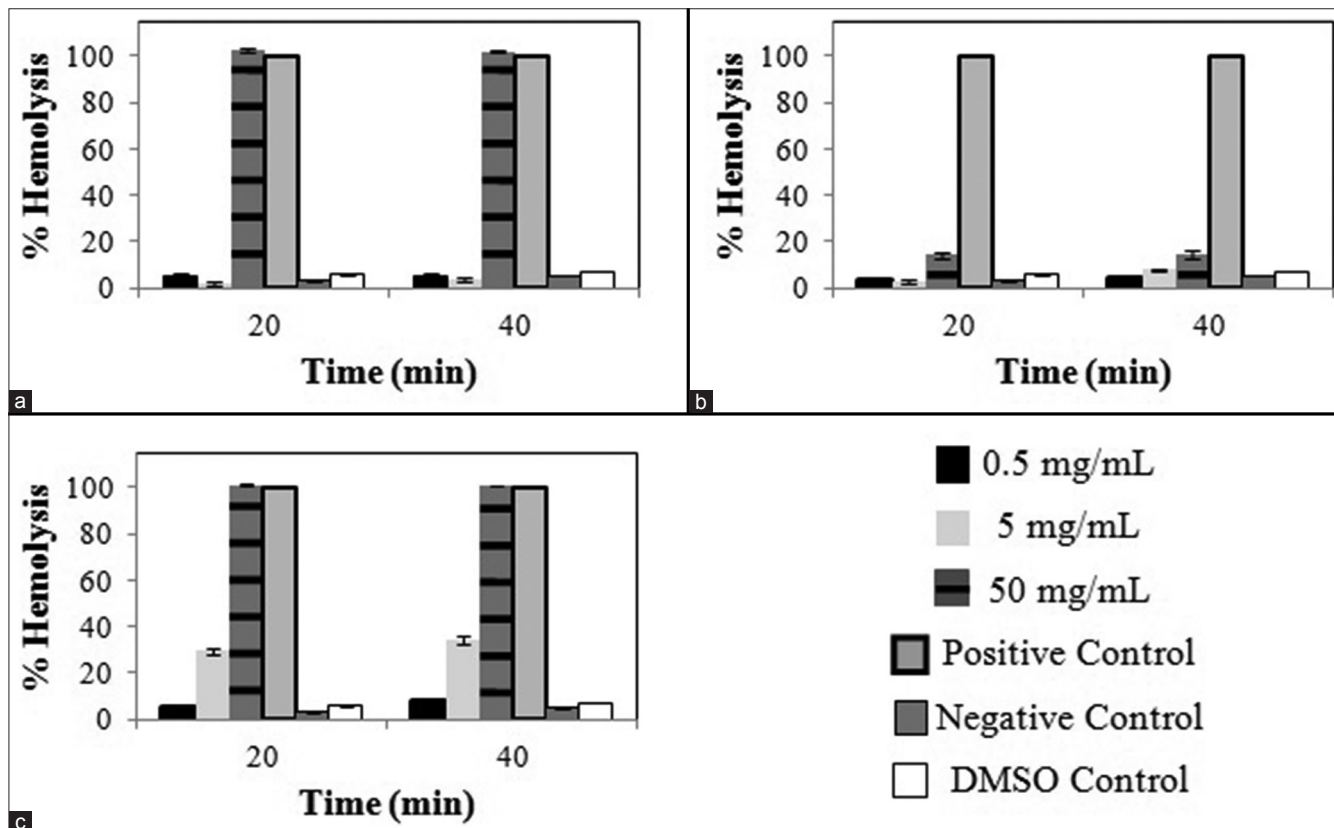 % Hemolysis
100
80
60
40
20
0
20 40
Time (min)
a
% Hemolysis
100
80
60
40
20
0
20 40
Time (min)
b
% Hemolysis
100
80
60
40
20
0
20 40
Time (min)
c
0.5 mg/mL
5 mg/mL
50 mg/mL
Positive Control
Negative Control
DMSO Control